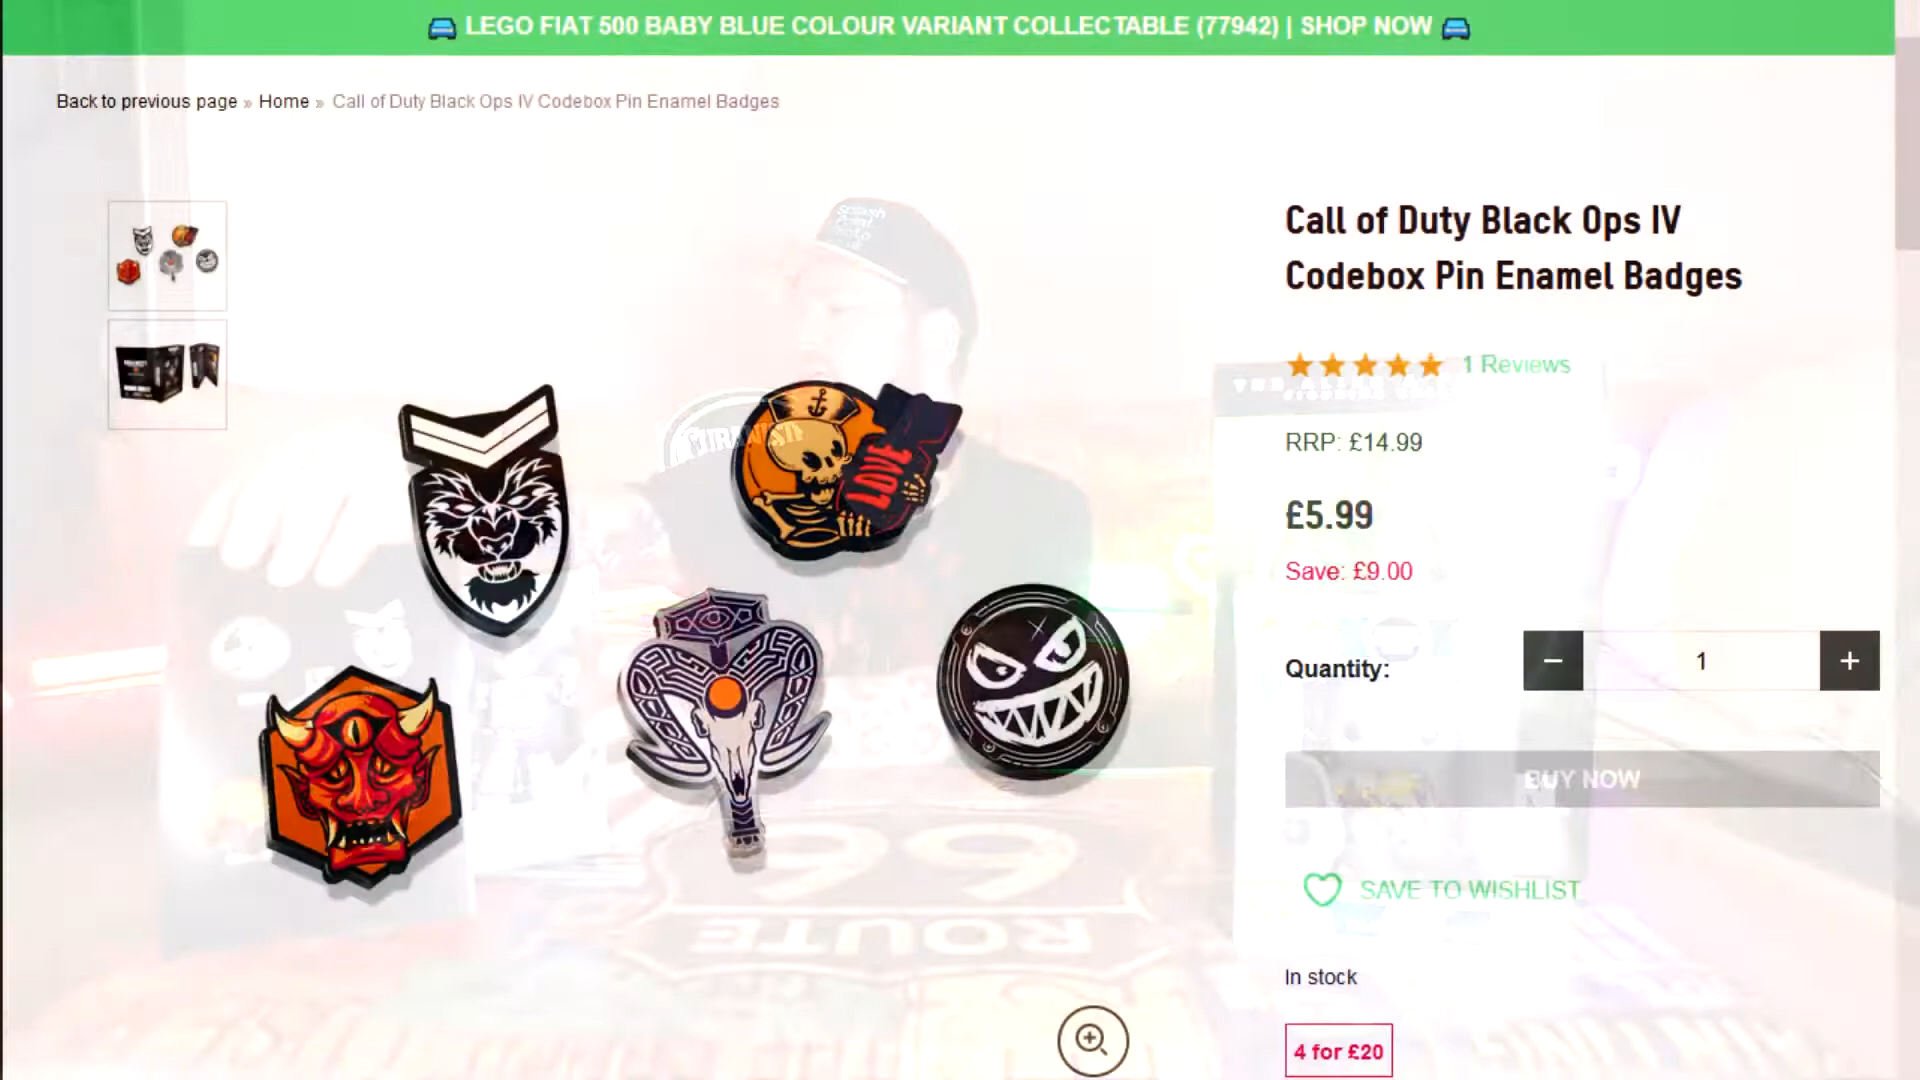 LEGO FIAT 500 BABY BLUE COLOUR VARIANT COLLECTABLE (77942) | SHOP NOW
Back to previous page » Home » Call of Duty Black Ops IV Codebox Pin Enamel Badges
Call of Duty Black Ops IV
Codebox Pin Enamel Badges
1 Reviews
RRP: £14.99
LOVE
£5.99
Save: £9.00
Quantity:
− 1 +
BUY NOW
66
ROUTE
SAVE TO WISHLIST
In stock
4 for £20